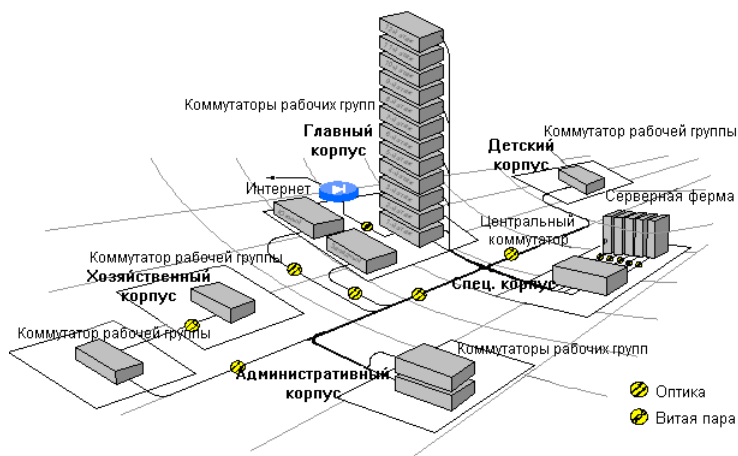 Коммутаторы рабочих групп
Главный
корпус
Коммутатор рабочей группы
Детский
корпус
Интернет
Серверная ферма
Центральный
коммутатор
Коммутатор рабочей группы
Хозяйственный
корпус
Спец. корпус
Коммутатор рабочей группы
Коммутаторы рабочих групп
Административный
корпус
Оптика
Витая пара